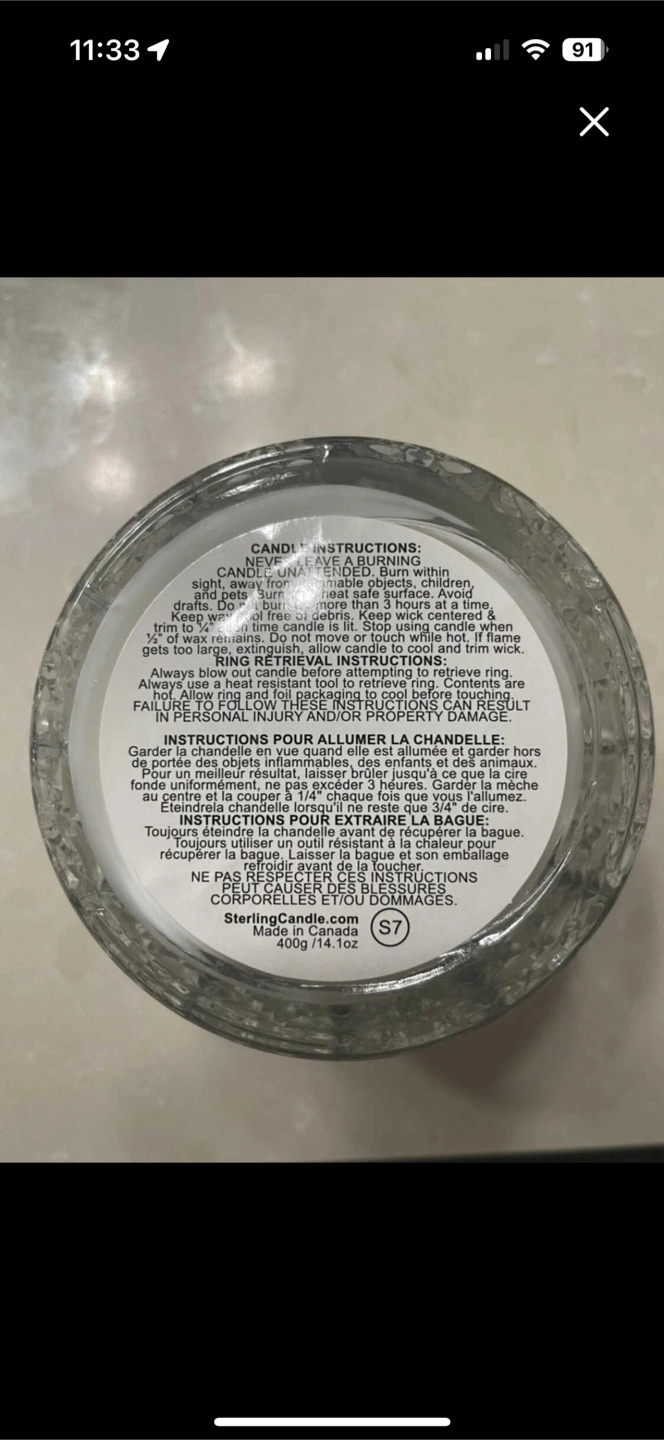 11:33
91
CANDLE INSTRUCTIONS:
NEVER LEAVE A BURNING
CANDLE UNATTENDED. Burn within
sight, away from flammable objects, children,
and pets. Burn heat safe surface. Avoid
drafts. Do not burn more than 3 hours at a time.
Keep wax pool free of debris. Keep wick centered &
trim to ¼" each time candle is lit. Stop using candle when
½" of wax remains. Do not move or touch while hot. If flame
gets too large, extinguish, allow candle to cool and trim wick.
RING RETRIEVAL INSTRUCTIONS:
Always blow out candle before attempting to retrieve ring.
Always use a heat resistant tool to retrieve ring. Contents are
hot. Allow ring and foil packaging to cool before touching.
FAILURE TO FOLLOW THESE INSTRUCTIONS CAN RESULT
IN PERSONAL INJURY AND/OR PROPERTY DAMAGE.
INSTRUCTIONS POUR ALLUMER LA CHANDELLE:
Garder la chandelle en vue quand elle est allumée et garder hors
de portée des objets inflammables, des enfants et des animaux.
Pour un meilleur résultat, laisser brûler jusqu'à ce que la cire
fonde uniformément, ne pas excéder 3 heures. Garder la mèche
au centre et la couper à 1/4" chaque fois que vous l'allumez.
Éteindrela chandelle lorsqu'il ne reste que 3/4" de cire.
INSTRUCTIONS POUR EXTRAIRE LA BAGUE:
Toujours éteindre la chandelle avant de récupérer la bague.
Toujours utiliser un outil résistant à la chaleur pour
récupérer la bague. Laisser la bague et son emballage
refroidir avant de la toucher.
NE PAS RESPECTER CES INSTRUCTIONS
PEUT CAUSER DES BLESSURES
CORPORELLES ET/OU DOMMAGES.
SterlingCandle.com
Made in Canada
400g /14.1oz
S7